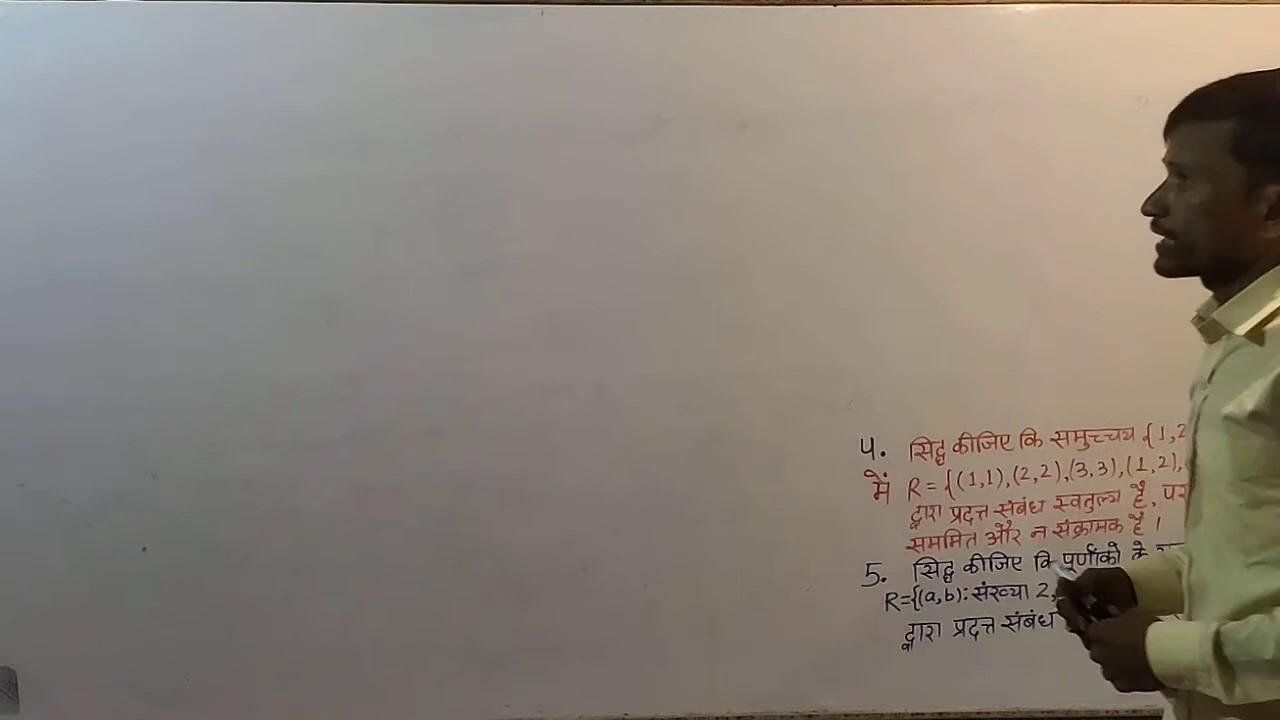 4. सिद्ध कीजिए कि समुच्चय {1,2
में R = {(1,1),(2,2),(3,3),(1,2),
द्वारा प्रदत्त संबंध स्वतुल्य है, पर
सममित और न संक्रामक है।
5. सिद्ध कीजिए कि पूर्णांको के
R={(a,b):संख्या 2,
द्वारा प्रदत्त संबंध